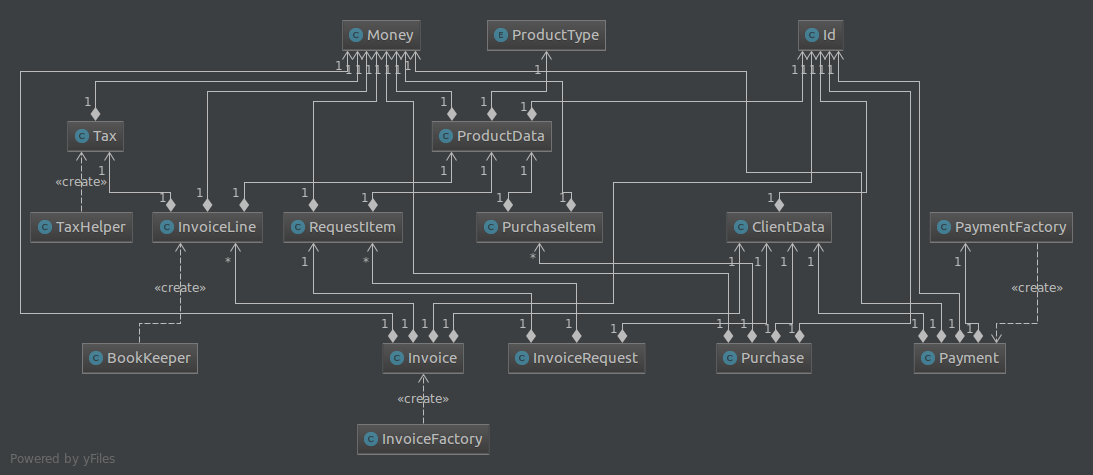 C Money
E ProductType
C Id
1 1 1 1 1 1 1 1
1
1 1 1 1 1
1
1
1
1
C Tax
C ProductData
«create»
1
1
1
1
1
1
1
1
1
1
1
C TaxHelper
C InvoiceLine
C RequestItem
C PurchaseItem
C ClientData
C PaymentFactory
*
1
*
*
1
1
1
1
1
«create»
«create»
1
1
1
1
1
1
1
1
1
1
1
1
1
C BookKeeper
C Invoice
C InvoiceRequest
C Purchase
C Payment
«create»
C InvoiceFactory
Powered by yFiles